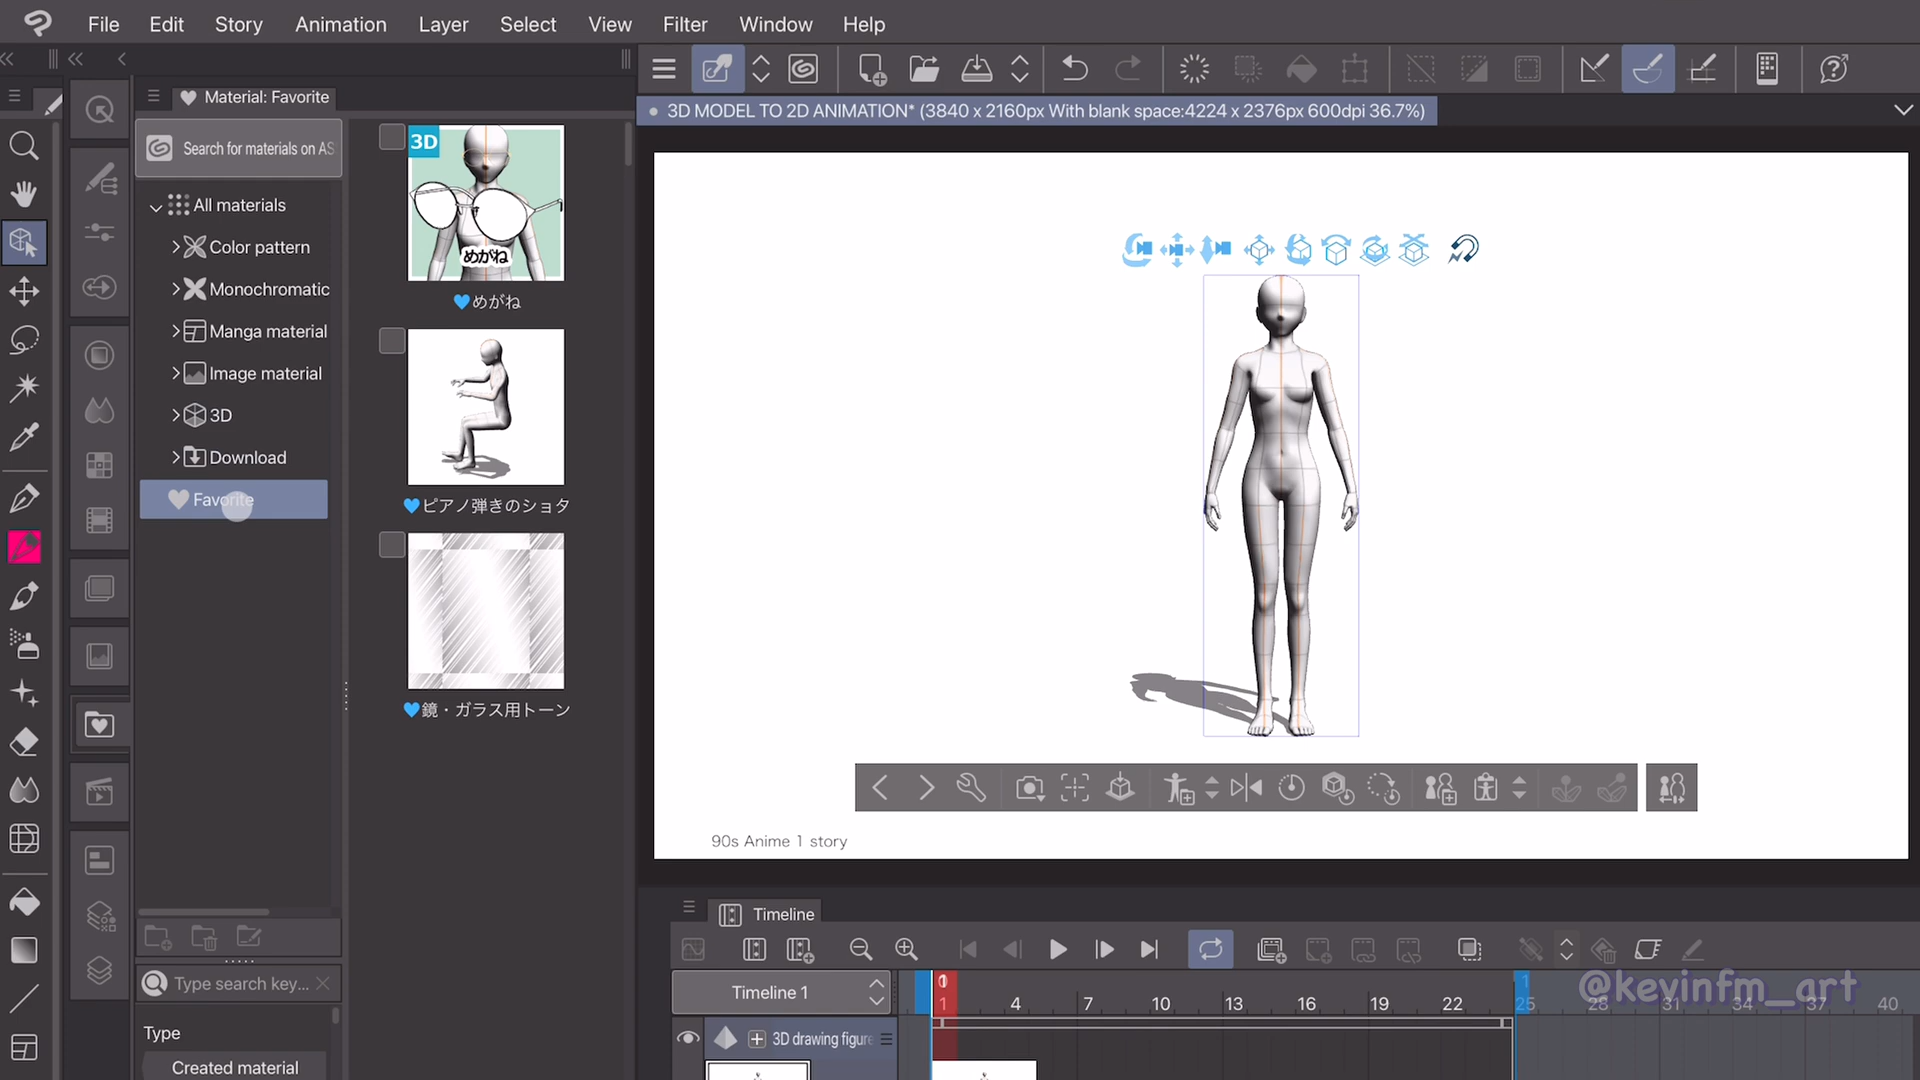 File Edit Story Animation Layer Select View Filter Window Help
Material: Favorite
Search for materials on AS
All materials
Color pattern
Monochromatic
Manga material
Image material
3D
Download
Favorite
3D
めがね
めがね
ピアノ弾きのショタ
鏡・ガラス用トーン
Type search key...
Type
Created material
3D MODEL TO 2D ANIMATION* (3840 x 2160px With blank space:4224 x 2376px 600dpi 36.7%)
90s Anime 1 story
Timeline
Timeline 1
1 4 7 10 13 16 19 22 25 28 31 34 37 40
1
3D drawing figure
@kevinfm_art